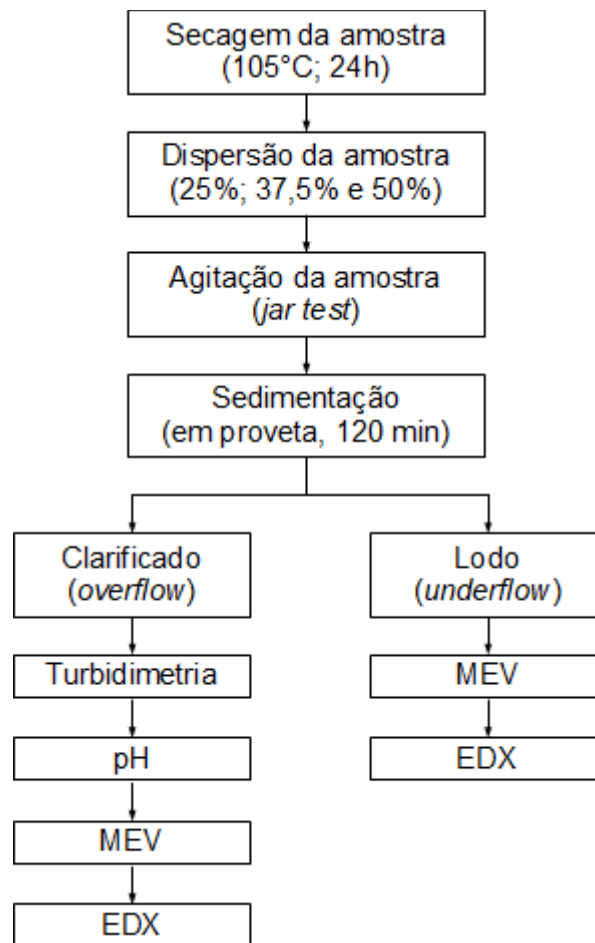 Secagem da amostra
(105°C; 24h)
Dispersão da amostra
(25%; 37,5% e 50%)
Agitação da amostra
(jar test)
Sedimentação
(em proveta, 120 min)
Clarificado
(overflow)
Lodo
(underflow)
Turbidimetria
MEV
pH
EDX
MEV
EDX